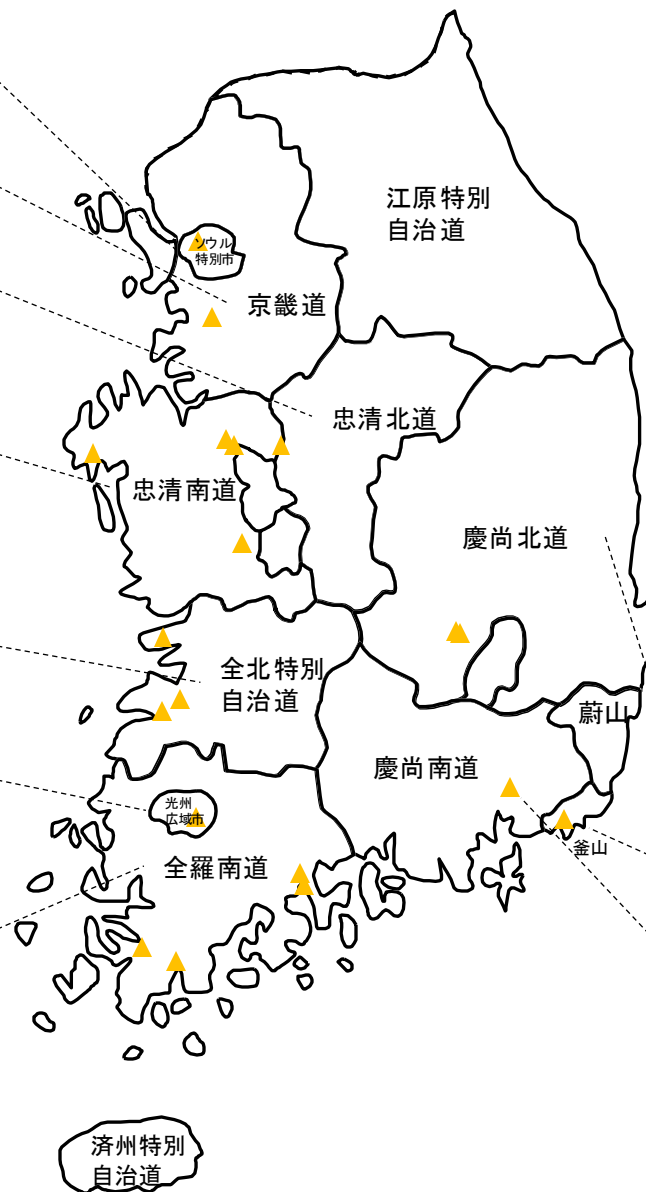 江原特別
自治道
ソウル
特別市
京畿道
忠清北道
忠清南道
慶尚北道
全北特別
自治道
蔚山
慶尚南道
光州
広域市
釜山
全羅南道
済州特別
自治道